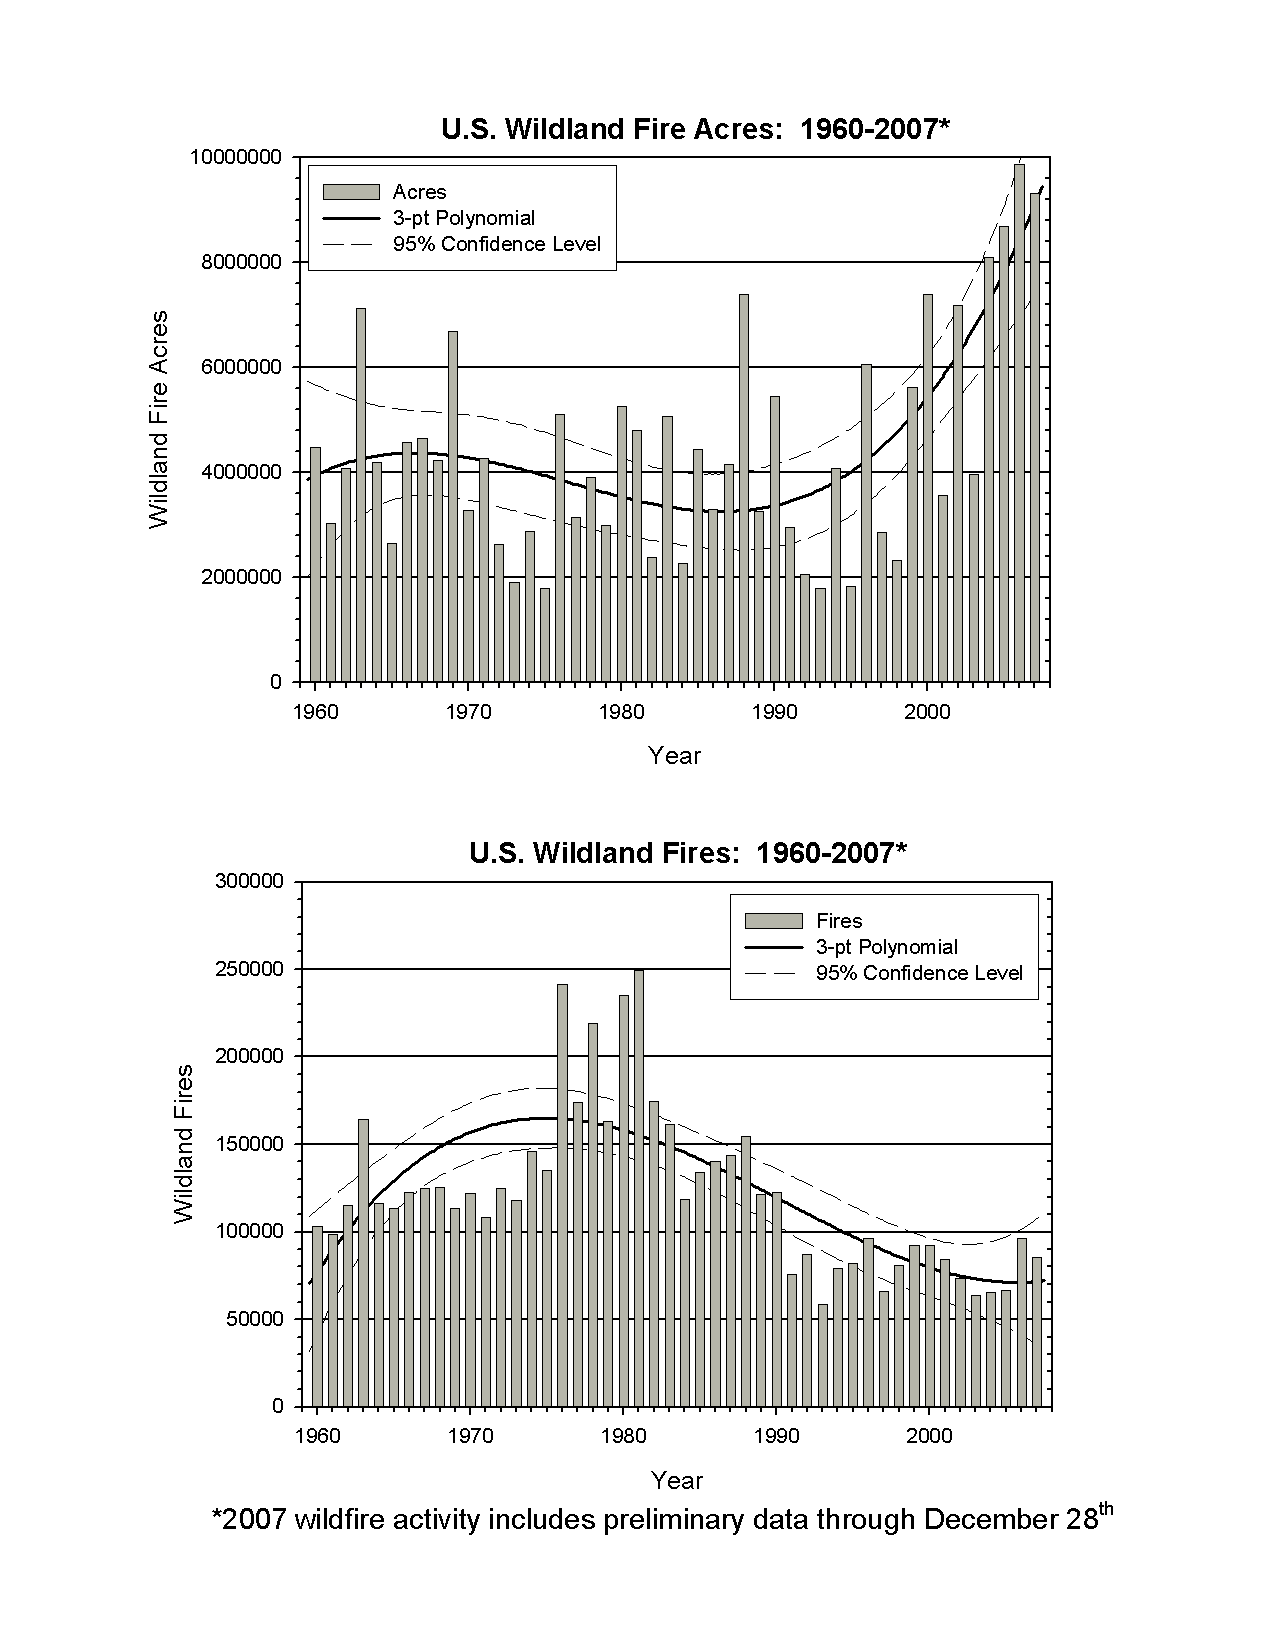 U.S. Wildland Fire Acres:  1960-2007*
10000000
8000000
6000000
4000000
2000000
0
Wildland Fire Acres
Acres
3-pt Polynomial
95% Confidence Level
1960 1970 1980 1990 2000
Year
U.S. Wildland Fires:  1960-2007*
300000
250000
200000
150000
100000
50000
0
Wildland Fires
Fires
3-pt Polynomial
95% Confidence Level
1960 1970 1980 1990 2000
Year
*2007 wildfire activity includes preliminary data through December 28th